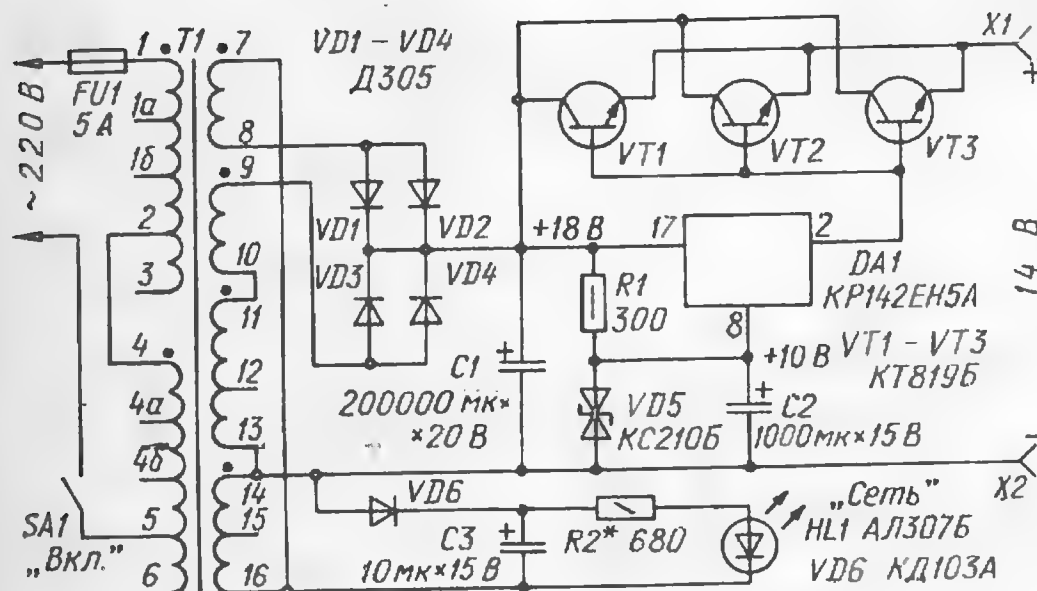 1 T1 7
VD1 – VD4
Д305
X1
+
~220 В
FU1
5 А
1а
8
1б
9
VT1
VT2
VT3
2
VD1
VD2
+18 В
17
2
10
VD3
VD4
DA1
КР142ЕН5А
3
R1
300
14 В
11
8
4
+
C1
+10 В
VT1 – VT3
КТ819Б
12
200000 мк×
×20 В
VD5
КС210Б
+
C2
1000мк×15 В
4а
13
4б
–
14
VD6
X2
SA1
„Вкл.”
5
15
+
C3
10мк×15 В
R2* 680
„Сеть”
HL1 АЛ307Б
VD6 КД103А
6
16